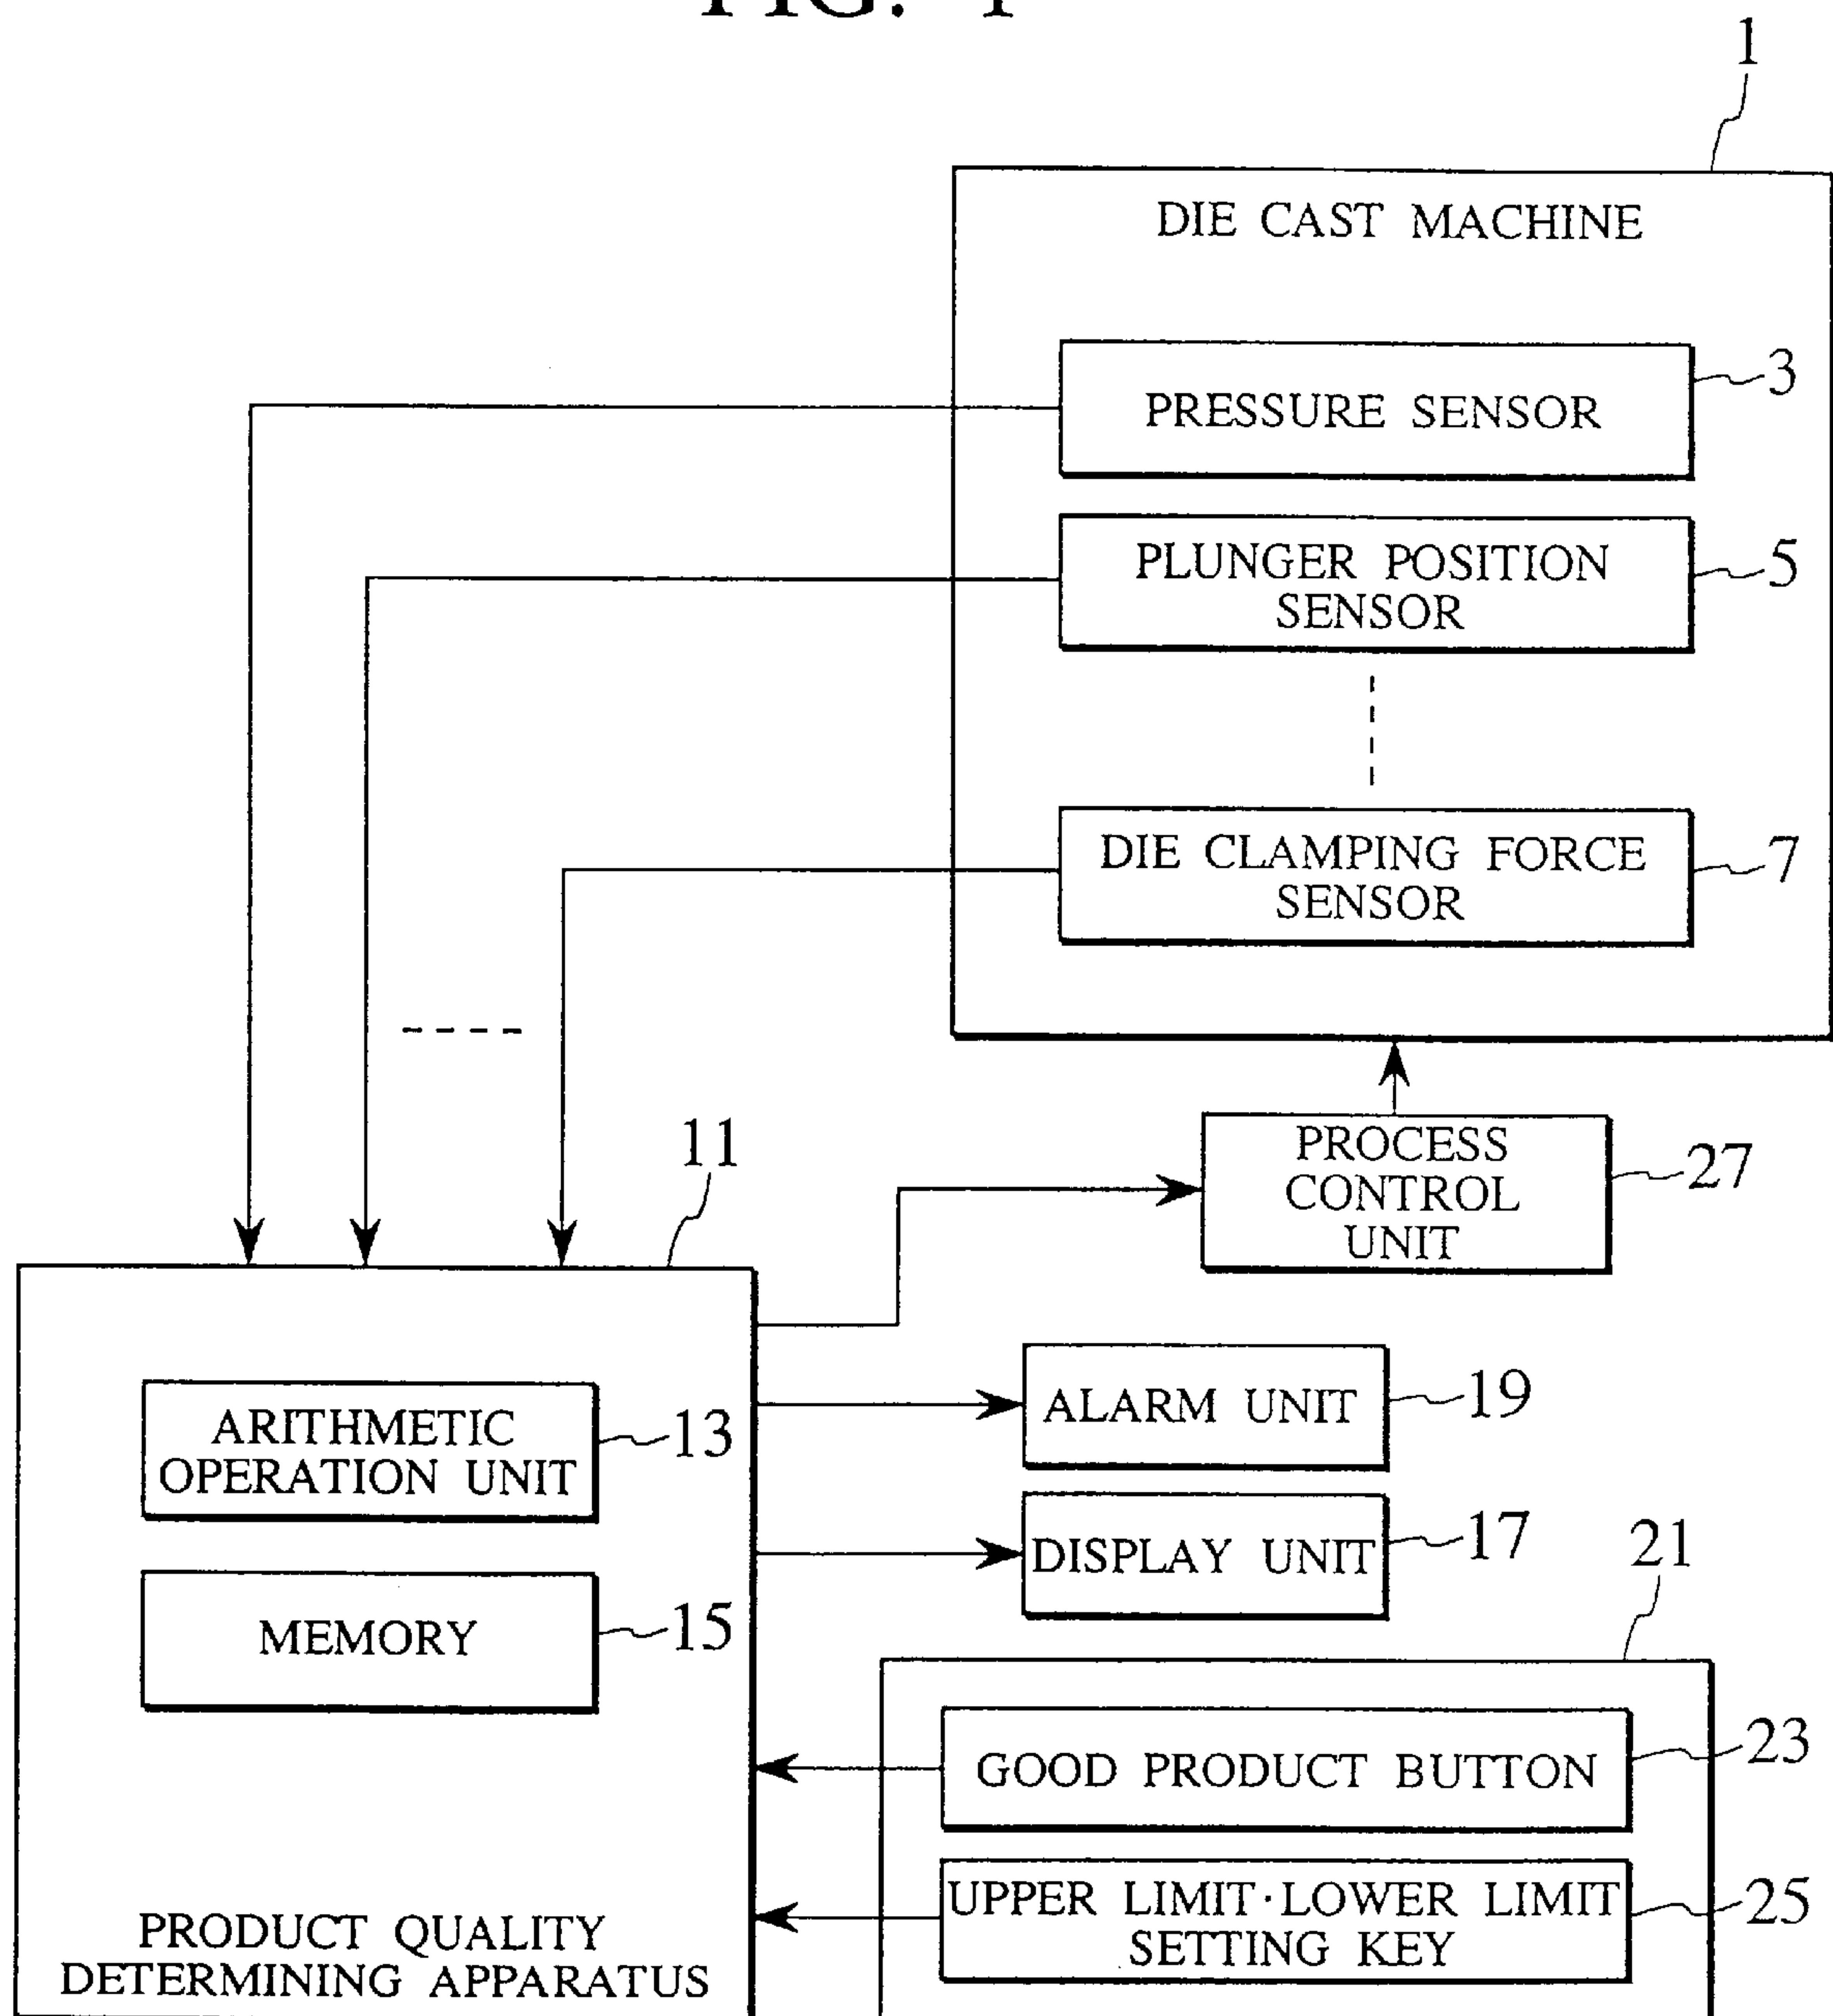 1
DIE CAST MACHINE
PRESSURE SENSOR
3
PLUNGER POSITION
SENSOR
5
DIE CLAMPING FORCE
SENSOR
7
11
PROCESS
CONTROL
UNIT
27
ARITHMETIC
OPERATION UNIT
13
ALARM UNIT
19
DISPLAY UNIT
17
MEMORY
15
21
GOOD PRODUCT BUTTON
23
UPPER LIMIT·LOWER LIMIT
SETTING KEY
25
PRODUCT QUALITY
DETERMINING APPARATUS